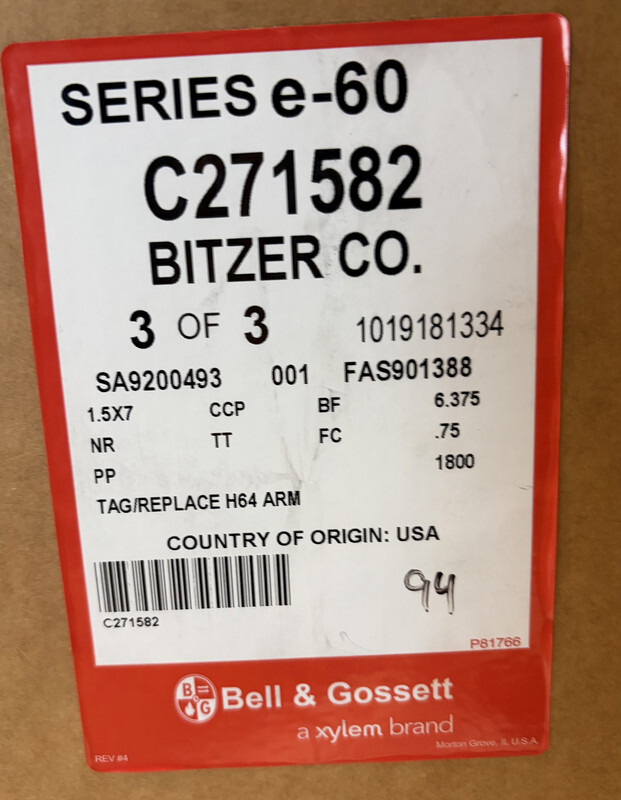 SERIES e-60
C271582
BITZER CO.
3 OF 3 1019181334
SA9200493 001 FAS901388
1.5X7 CCP BF 6.375
NR TT FC .75
PP 1800
TAG/REPLACE H64 ARM
COUNTRY OF ORIGIN: USA
C271582
94
P81766
B G Bell & Gossett
a xylem brand
REV #4 Morton Grove, IL U.S.A